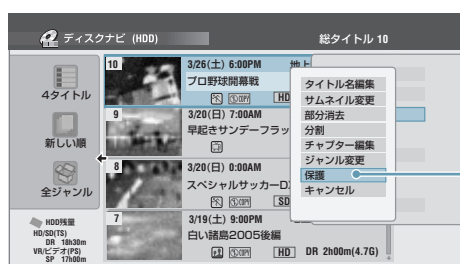 ディスクナビ (HDD)
総タイトル 10
4タイトル
新しい順
全ジャンル
HDD残量
HD/SD(TS)
DR 18h30m
VR/ビデオ(PS)
SP 17h00m
10
3/26(土) 6:00PM 地上
プロ野球開幕戦
HD
9
3/20(日) 7:00AM
早起きサンデーフラッ
8
3/20(日) 0:00AM
スペシャルサッカーD
SD
7
3/19(土) 9:00PM
白い諸島2005後編
HD DR 2h00m(4.7G)
タイトル名編集
サムネイル変更
部分消去
分割
チャプター編集
ジャンル変更
保護
キャンセル